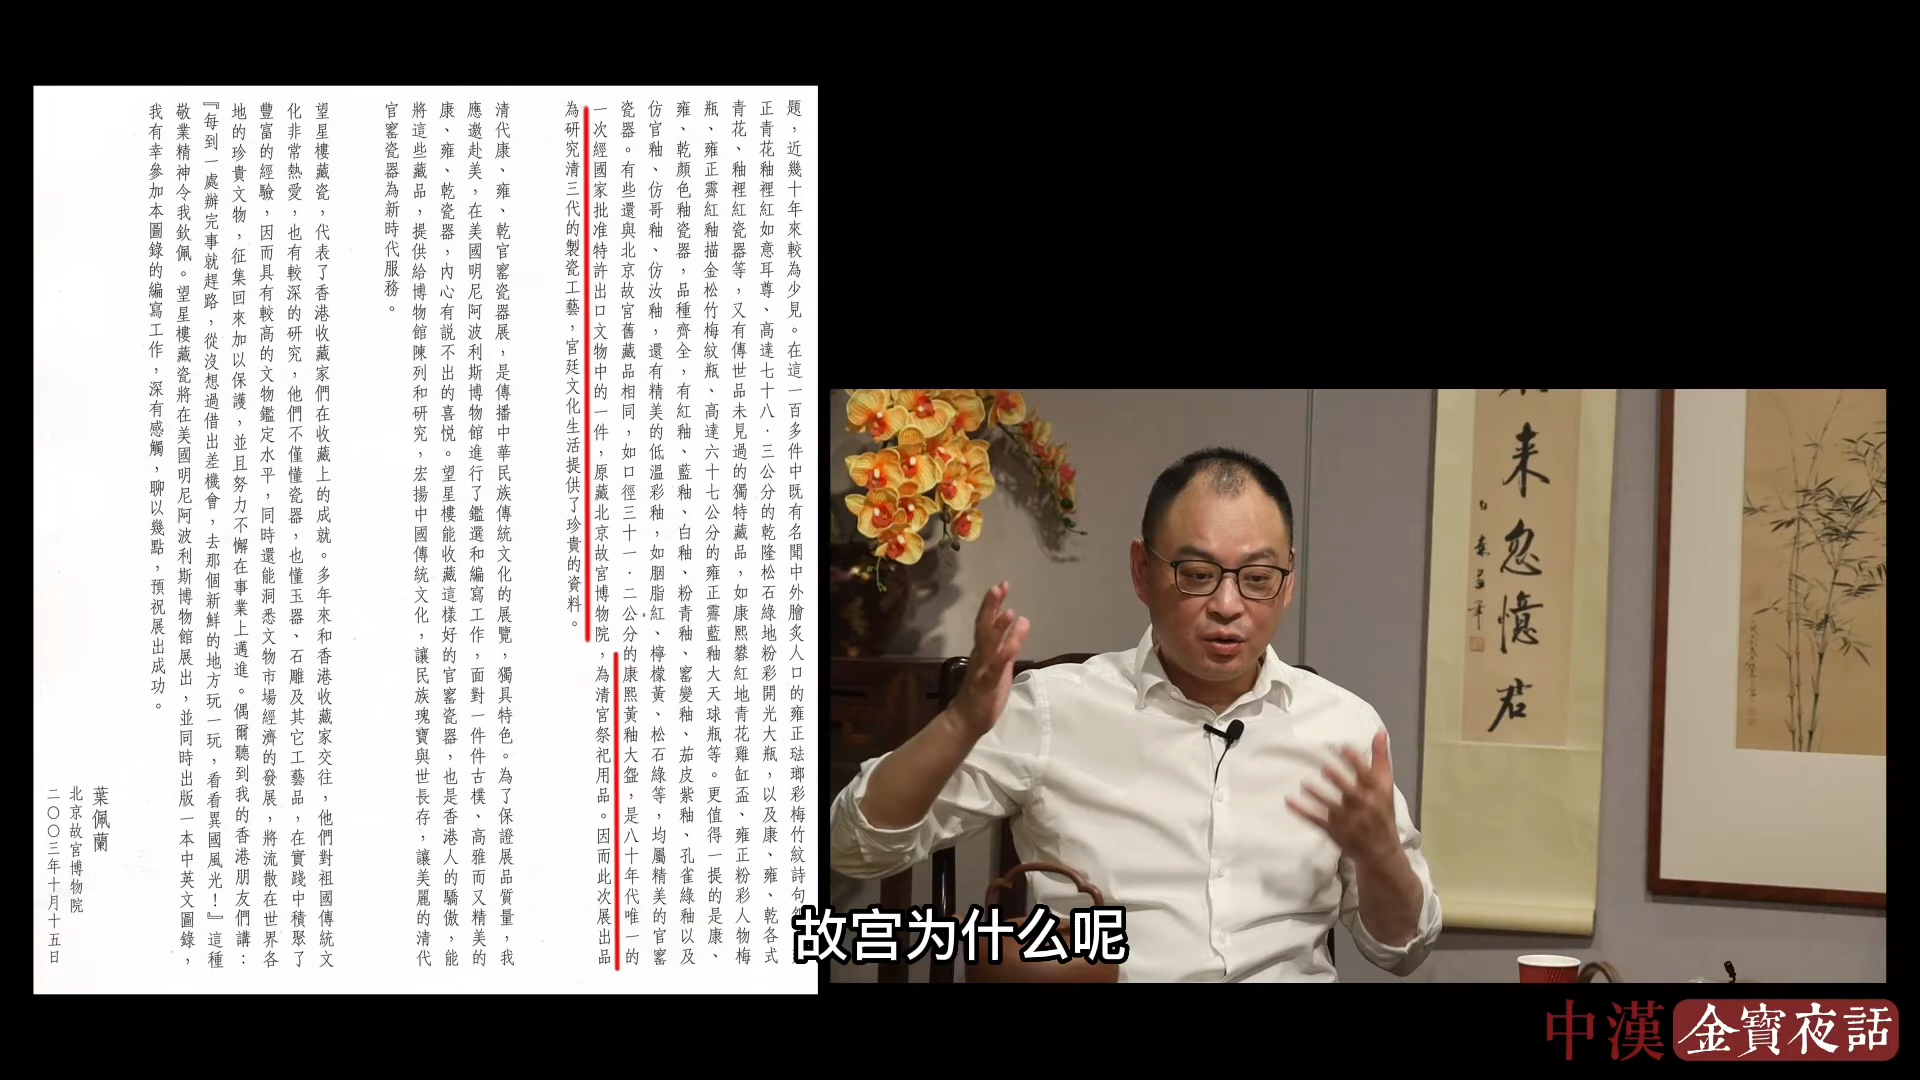 題，近幾十年來較為少見。在這一百多件中既有名聞中外膾炙人口的雍正琺瑯彩梅竹紋詩句
正青花釉裡紅如意耳尊、高達七十八．三公分的乾隆松石綠地粉彩開光大瓶，以及康、雍、乾各式
青花、釉裡紅瓷器等，又有傳世品未見過的獨特藏品，如康熙礬紅地青花雞缸盃、雍正粉彩人物梅
瓶、雍正霽紅釉描金松竹梅紋瓶、高達六十七公分的雍正霽藍釉大天球瓶等。更值得一提的是康、
雍、乾顏色釉瓷器，品種齊全，有紅釉、藍釉、白釉、粉青釉、窰變釉、茄皮紫釉、孔雀綠釉以及
仿官釉、仿哥釉、仿汝釉，還有精美的低溫彩釉，如胭脂紅、檸檬黃、松石綠等，均屬精美的官窰
瓷器。有些還與北京故宮舊藏品相同，如口徑三十一．二公分的康熙黃釉大盌，是八十年代唯一的
一次經國家批准特許出口文物中的一件，原藏北京故宮博物院，為清宮祭祀用品。因而此次展出品
為研究清三代的製瓷工藝，宮廷文化生活提供了珍貴的資料。
清代康、雍、乾官窰瓷器展，是傳播中華民族傳統文化的展覽，獨具特色。為了保證展品質量，我
應邀赴美，在美國明尼阿波利斯博物館進行了鑑選和編寫工作，面對一件件古樸、高雅而又精美的
康、雍、乾瓷器，內心有説不出的喜悦。望星樓能收藏這樣好的官窰瓷器，也是香港人的驕傲，能
將這些藏品，提供給博物館陳列和研究，宏揚中國傳統文化，讓民族瑰寶與世長存，讓美麗的清代
官窰瓷器為新時代服務。
望星樓藏瓷，代表了香港收藏家們在收藏上的成就。多年來和香港收藏家交往，他們對祖國傳統文
化非常熱愛，也有較深的研究，他們不僅懂瓷器，也懂玉器、石雕及其它工藝品，在實踐中積聚了
豐富的經驗，因而具有較高的文物鑑定水平，同時還能洞悉文物市場經濟的發展，將流散在世界各
地的珍貴文物，征集回來加以保護，並且努力不懈在事業上邁進。偶爾聽到我的香港朋友們講：
『每到一處辦完事就趕路，從沒想過借出差機會，去那個新鮮的地方玩一玩，看看異國風光！』這種
敬業精神令我欽佩。望星樓藏瓷將在美國明尼阿波利斯博物館展出，並同時出版一本中英文圖錄，
我有幸參加本圖錄的編寫工作，深有感觸，聊以幾點，預祝展出成功。
葉佩蘭
北京故宮博物院
二〇〇三年十月十五日
来忽憶君
故宫为什么呢
中漢 金寶夜話